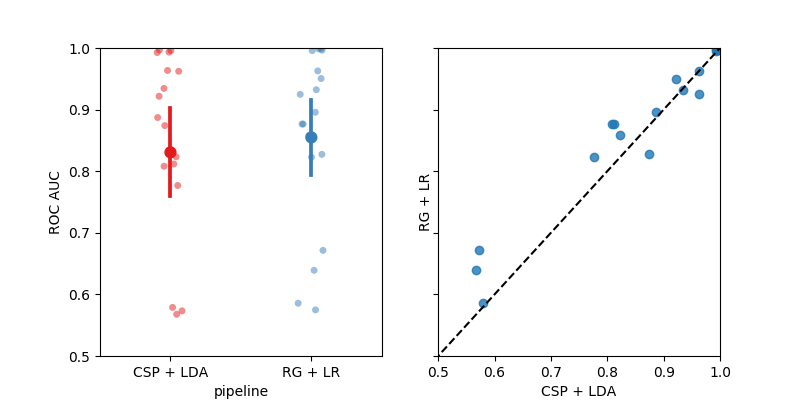 1.0
0.9
0.8
0.7
0.6
0.5
ROC AUC
CSP + LDA
RG + LR
pipeline
RG + LR
0.5
0.6
0.7
0.8
0.9
1.0
CSP + LDA